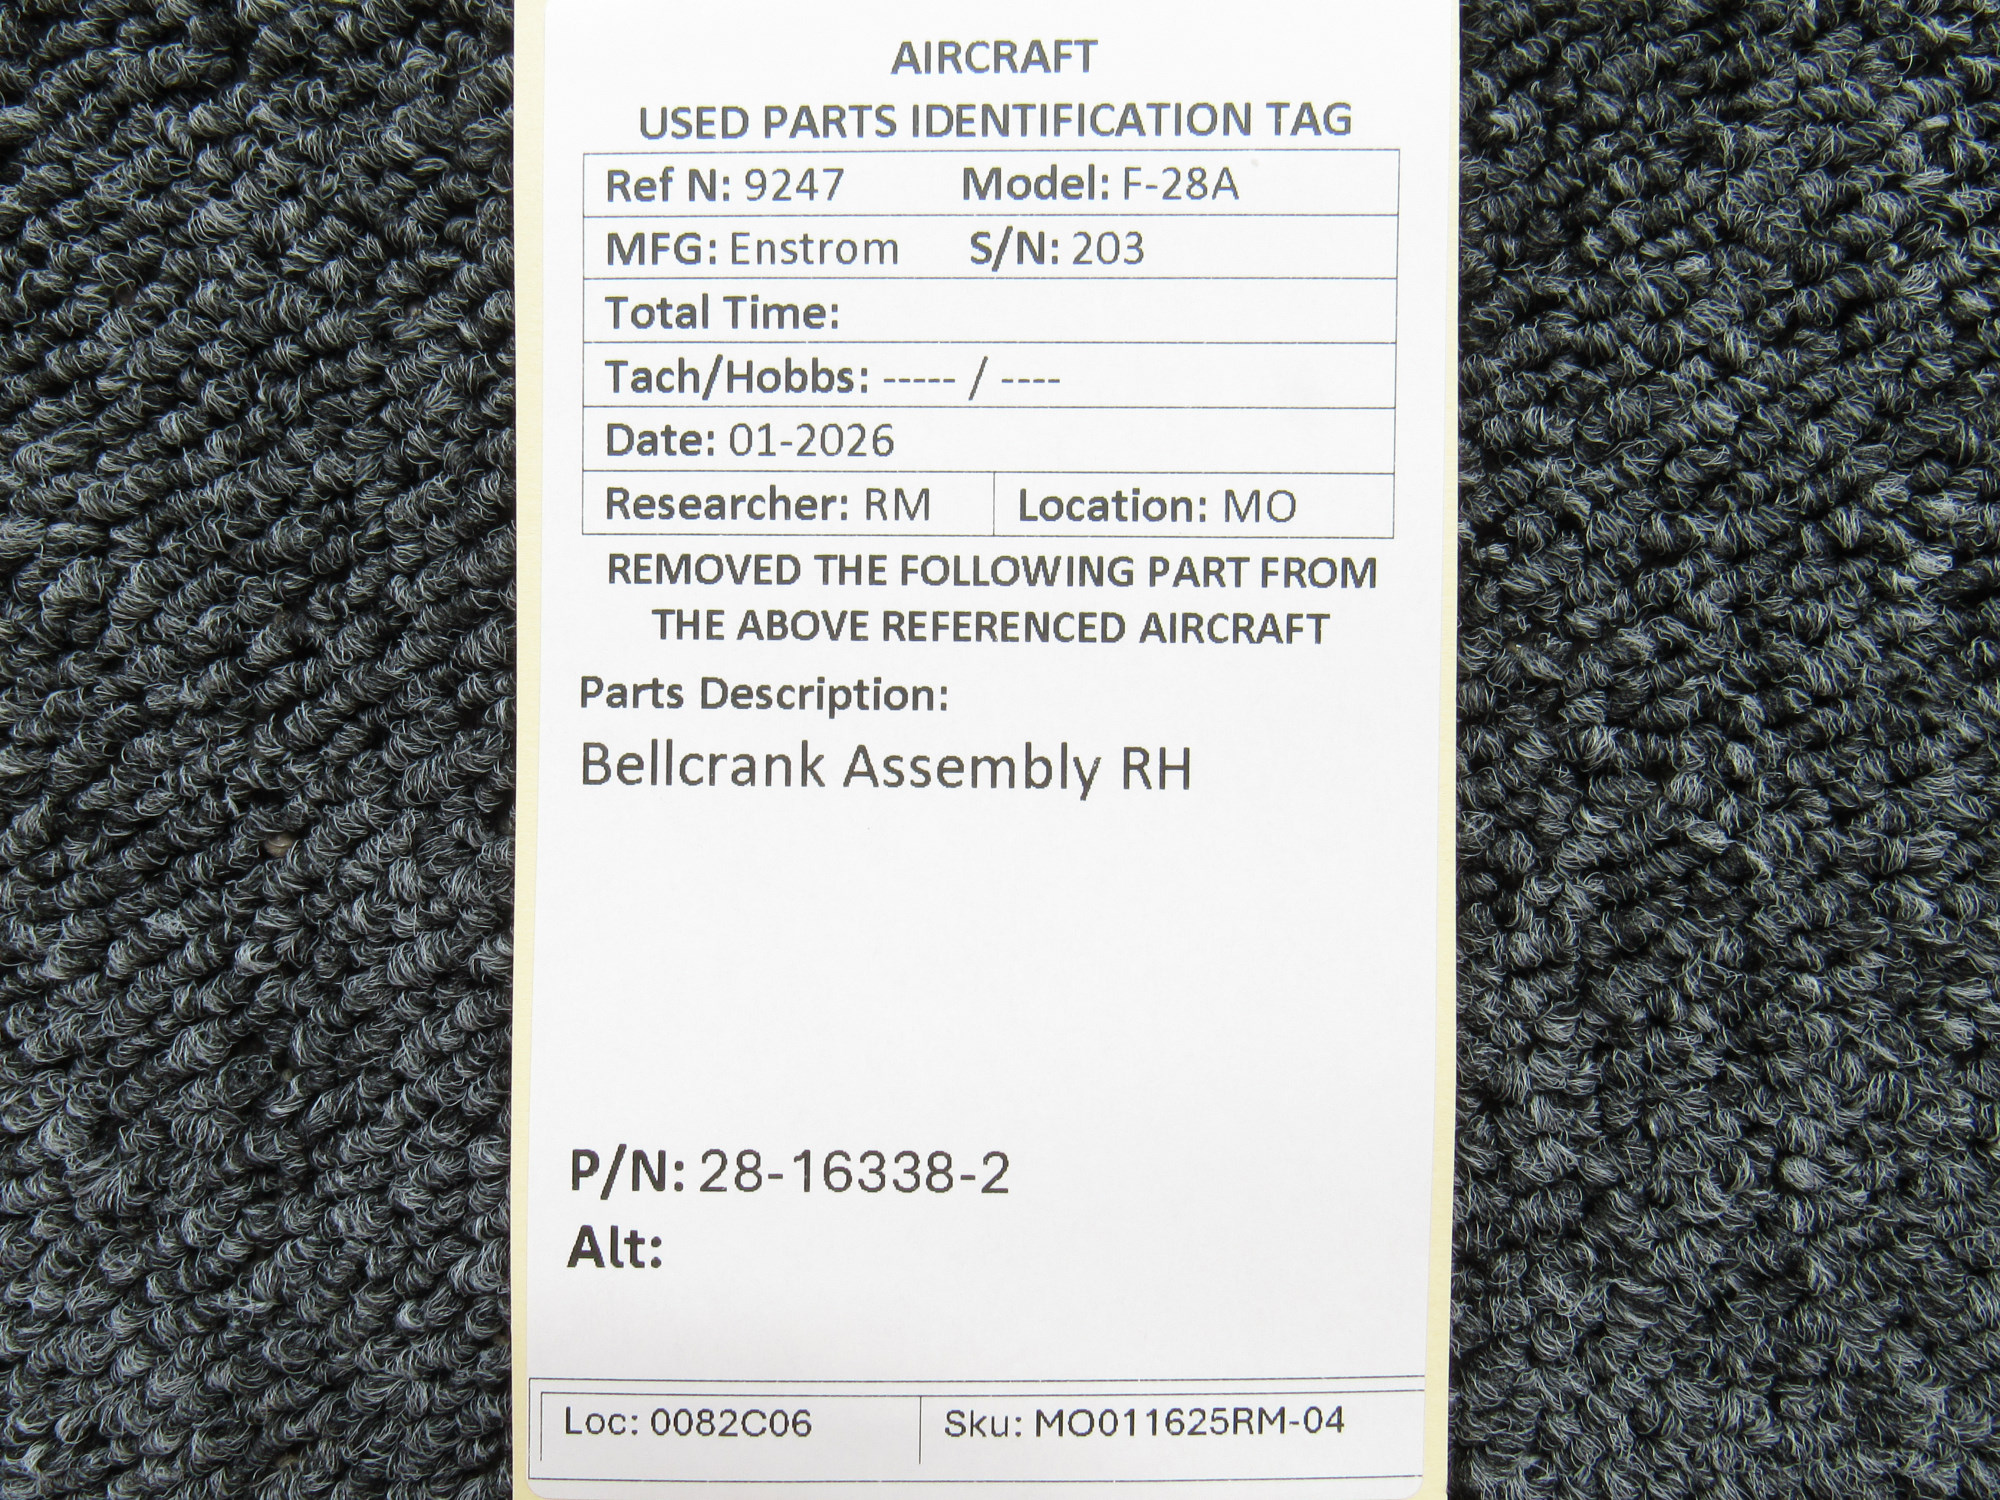 AIRCRAFT
USED PARTS IDENTIFICATION TAG
Ref N: 9247 Model: F-28A
MFG: Enstrom S/N: 203
Total Time:
Tach/Hobbs: ----- / ----
Date: 01-2026
Researcher: RM Location: MO
REMOVED THE FOLLOWING PART FROM
THE ABOVE REFERENCED AIRCRAFT
Parts Description:
Bellcrank Assembly RH
P/N: 28-16338-2
Alt:
Loc: 0082C06 Sku: MO011625RM-04